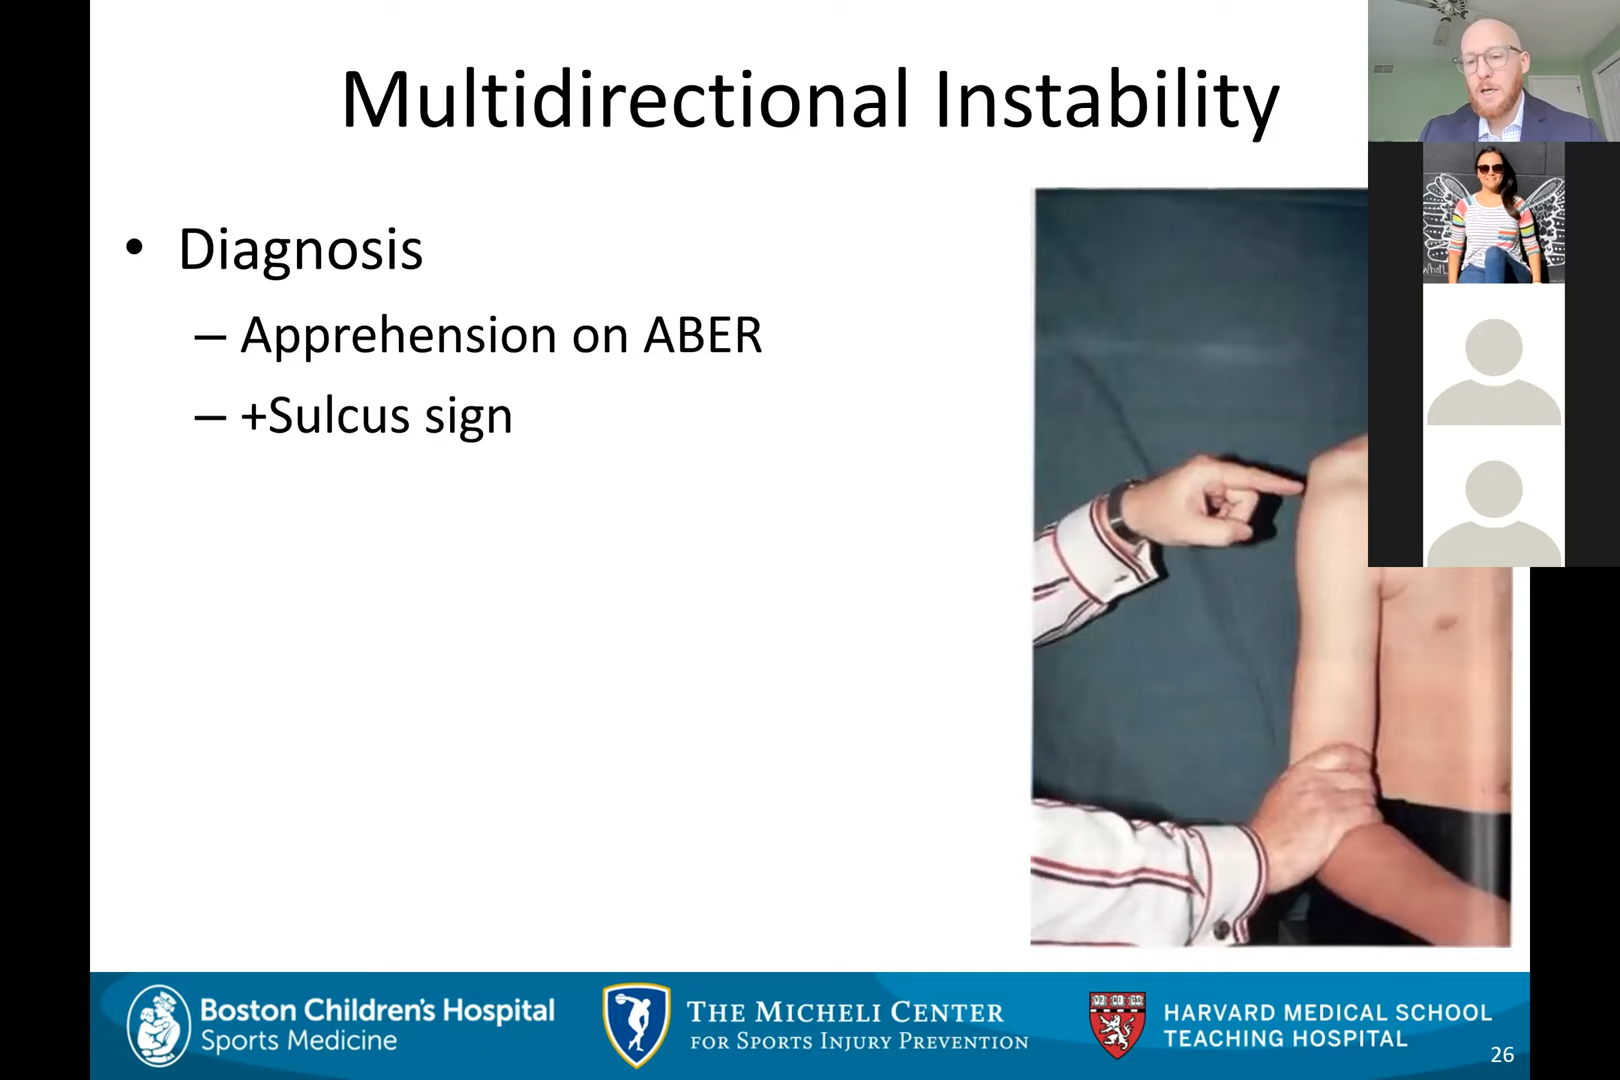 Multidirectional Instability
• Diagnosis
– Apprehension on ABER
– +Sulcus sign
Boston Children's Hospital
Sports Medicine
THE MICHELI CENTER
FOR SPORTS INJURY PREVENTION
HARVARD MEDICAL SCHOOL
TEACHING HOSPITAL
26